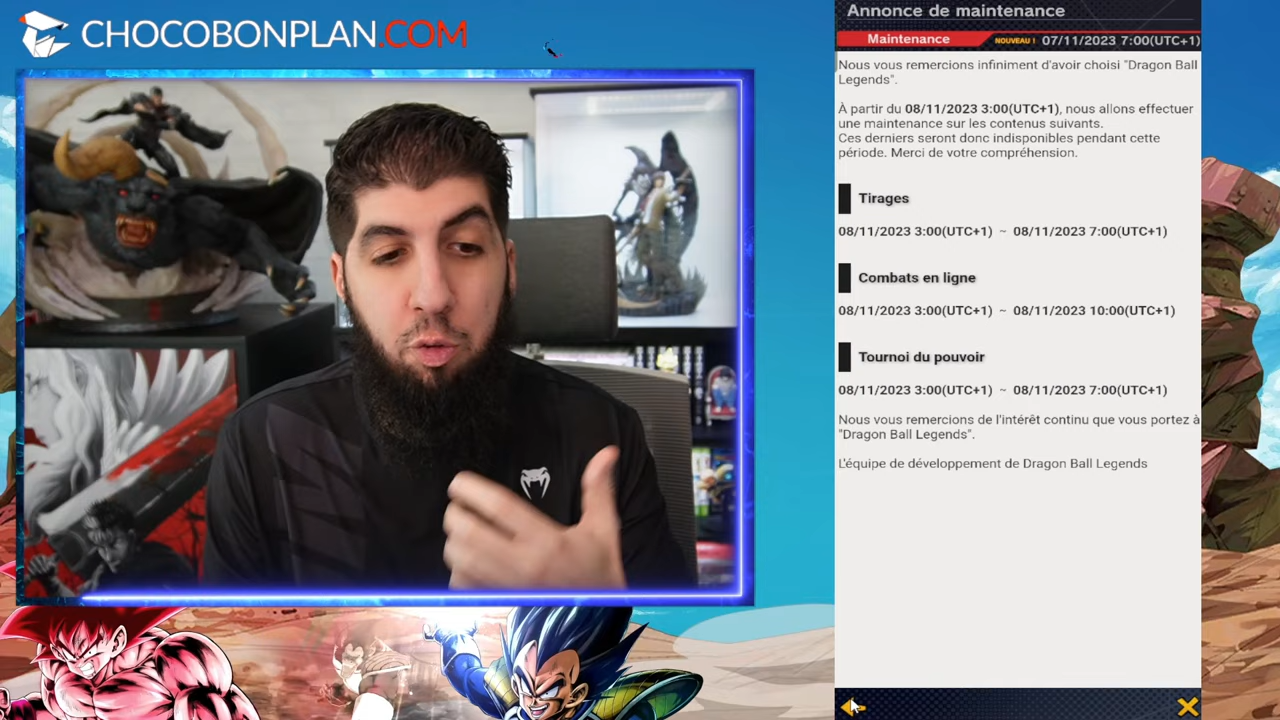 CHOCOBONPLAN.COM
Annonce de maintenance
Maintenance NOUVEAU ! 07/11/2023 7:00(UTC+1)
Nous vous remercions infiniment d'avoir choisi "Dragon Ball
Legends".
À partir du 08/11/2023 3:00(UTC+1), nous allons effectuer
une maintenance sur les contenus suivants.
Ces derniers seront donc indisponibles pendant cette
période. Merci de votre compréhension.
Tirages
08/11/2023 3:00(UTC+1) ~ 08/11/2023 7:00(UTC+1)
Combats en ligne
08/11/2023 3:00(UTC+1) ~ 08/11/2023 10:00(UTC+1)
Tournoi du pouvoir
08/11/2023 3:00(UTC+1) ~ 08/11/2023 7:00(UTC+1)
Nous vous remercions de l'intérêt continu que vous portez à
"Dragon Ball Legends".
L'équipe de développement de Dragon Ball Legends